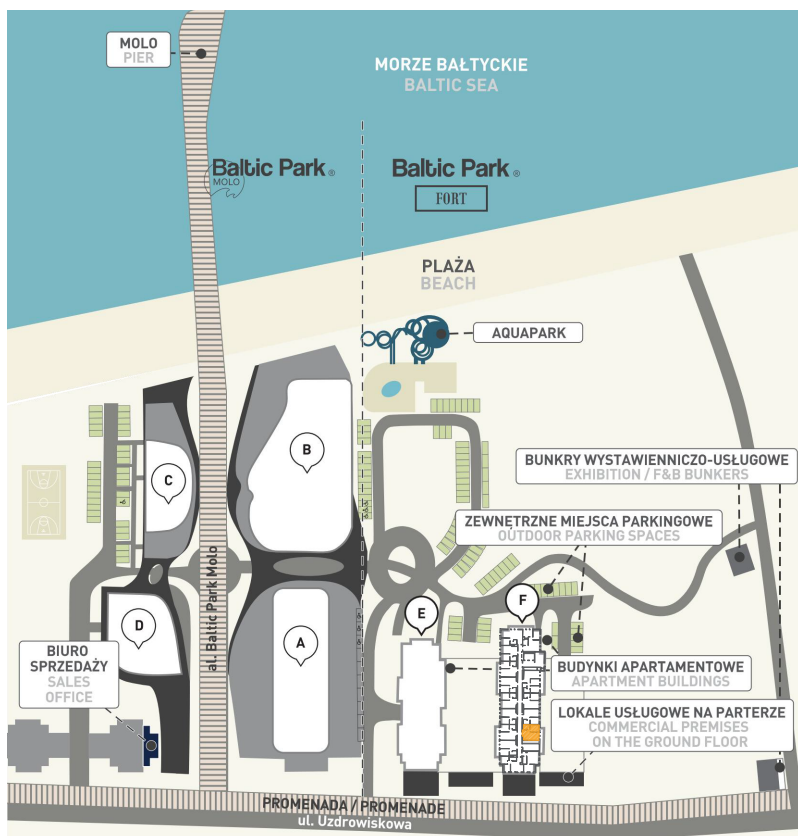 MOLO
PIER
MORZE BAŁTYCKIE
BALTIC SEA
Baltic Park ®
MOLO
Baltic Park ®
FORT
PLAŻA
BEACH
AQUAPARK
BUNKRY WYSTAWIENNICZO-USŁUGOWE
EXHIBITION / F&B BUNKERS
B
C
ZEWNĘTRZNE MIEJSCA PARKINGOWE
OUTDOOR PARKING SPACES
al. Baltic Park Molo
D
A
E
F
BIURO
SPRZEDAŻY
SALES
OFFICE
BUDYNKI APARTAMENTOWE
APARTMENT BUILDINGS
LOKALE USŁUGOWE NA PARTERZE
COMMERCIAL PREMISES
ON THE GROUND FLOOR
PROMENADA / PROMENADE
ul. Uzdrowiskowa